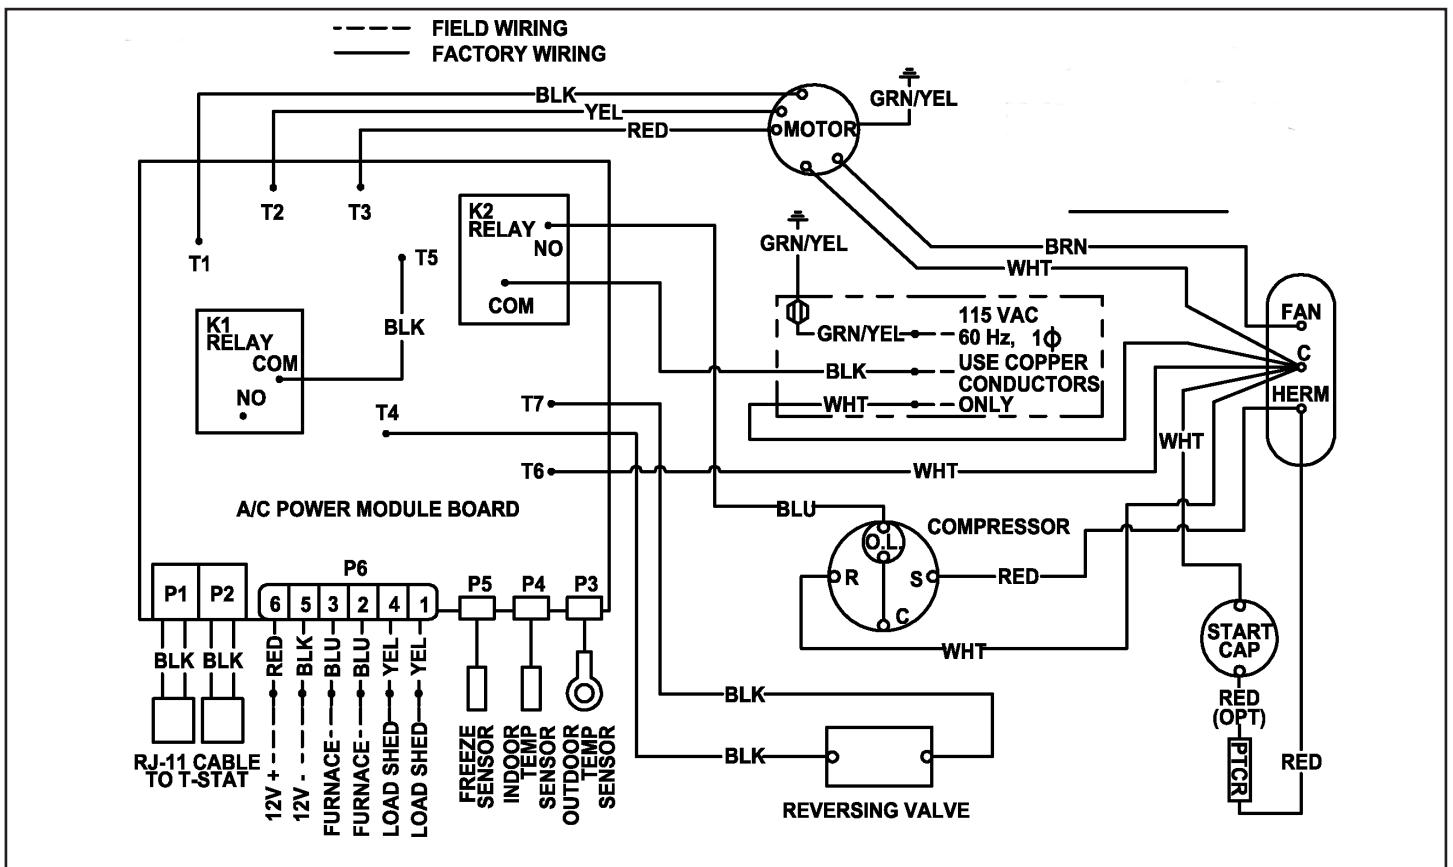 FIELD WIRING
FACTORY WIRING
BLK
YEL
RED
MOTOR
GRN/YEL
T2
T3
K2
RELAY
NO
COM
T1
T5
GRN/YEL
BRN
WHT
K1
RELAY
COM
NO
BLK
115 VAC
GRN/YEL
60 Hz, 1ϕ
BLK
USE COPPER
CONDUCTORS
WHT
ONLY
FAN
C
HERM
T4
T7
T6
WHT
WHT
A/C POWER MODULE BOARD
BLU
COMPRESSOR
O.L.
R
S
C
RED
WHT
P1
P2
P6
6
5
3
2
4
1
P5
P4
P3
BLK
BLK
RED
BLK
BLU
BLU
YEL
YEL
12V +
12V -
FURNACE
FURNACE
LOAD SHED
LOAD SHED
RJ-11 CABLE
TO T-STAT
FREEZE
SENSOR
INDOOR
TEMP
SENSOR
OUTDOOR
TEMP
SENSOR
BLK
BLK
REVERSING VALVE
START
CAP
RED
(OPT)
PTCR
RED